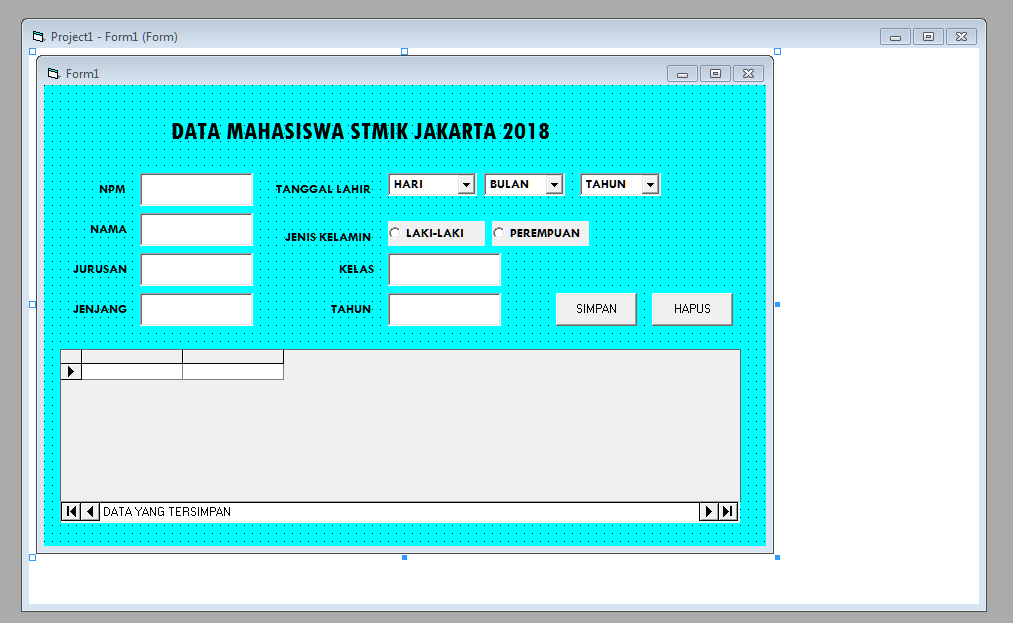 Project1 - Form1 (Form)
Form1
DATA MAHASISWA STMIK JAKARTA 2018
NPM
TANGGAL LAHIR
HARI
BULAN
TAHUN
NAMA
JENIS KELAMIN
LAKI-LAKI
PEREMPUAN
JURUSAN
KELAS
JENJANG
TAHUN
SIMPAN
HAPUS
DATA YANG TERSIMPAN